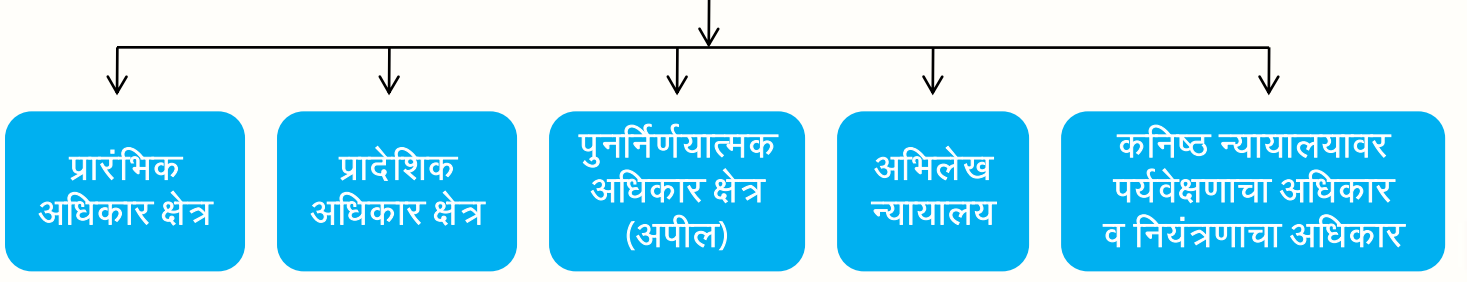 प्रारंभिक
अधिकार क्षेत्र
प्रादेशिक
अधिकार क्षेत्र
पुनर्निर्णयात्मक
अधिकार क्षेत्र
(अपील)
अभिलेख
न्यायालय
कनिष्ठ न्यायालयावर
पर्यवेक्षणाचा अधिकार
व नियंत्रणाचा अधिकार